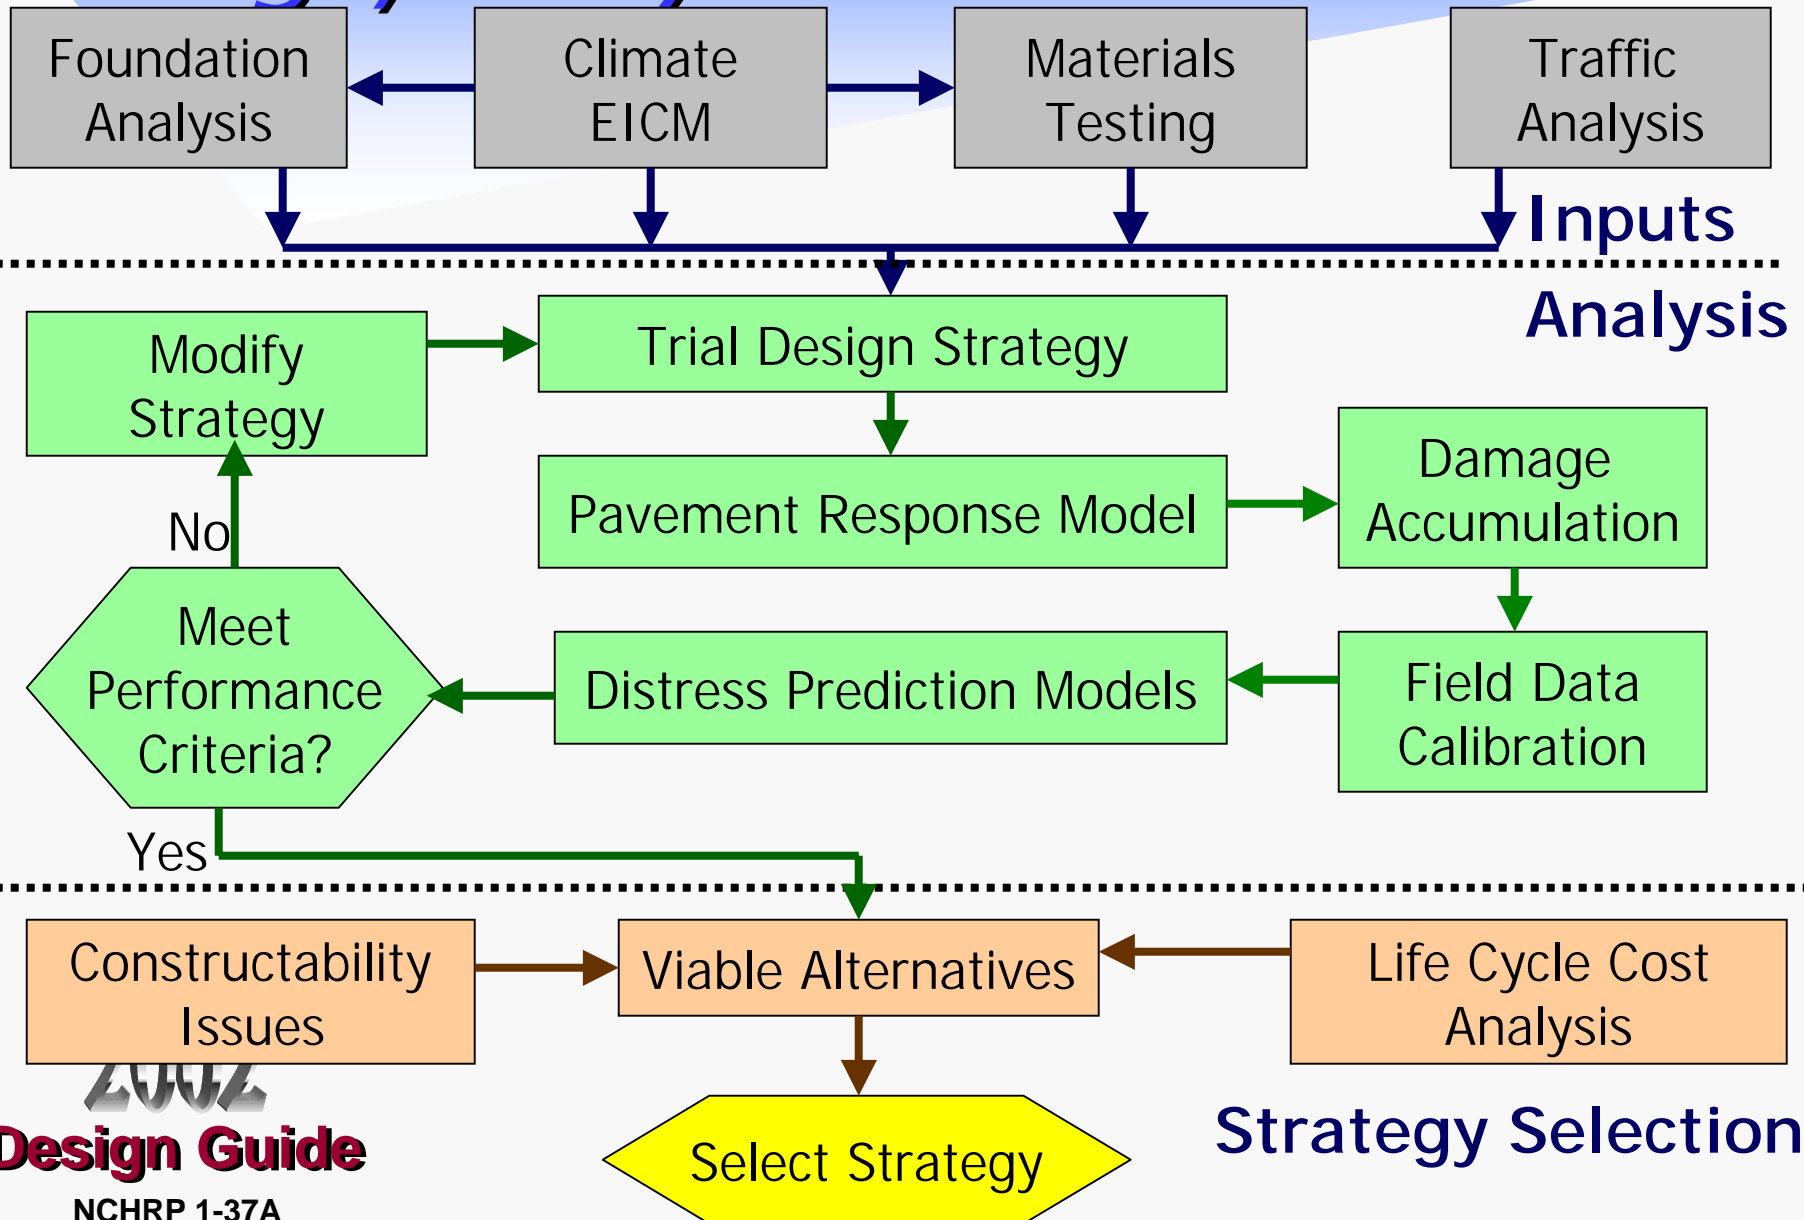 Foundation
Analysis
Climate
EICM
Materials
Testing
Traffic
Analysis
Inputs
Analysis
Modify
Strategy
Trial Design Strategy
Pavement Response Model
Damage
Accumulation
No
Meet
Performance
Criteria?
Distress Prediction Models
Field Data
Calibration
Yes
Constructability
Issues
Viable Alternatives
Life Cycle Cost
Analysis
2002
Design Guide
NCHRP 1-37A
Select Strategy
Strategy Selection